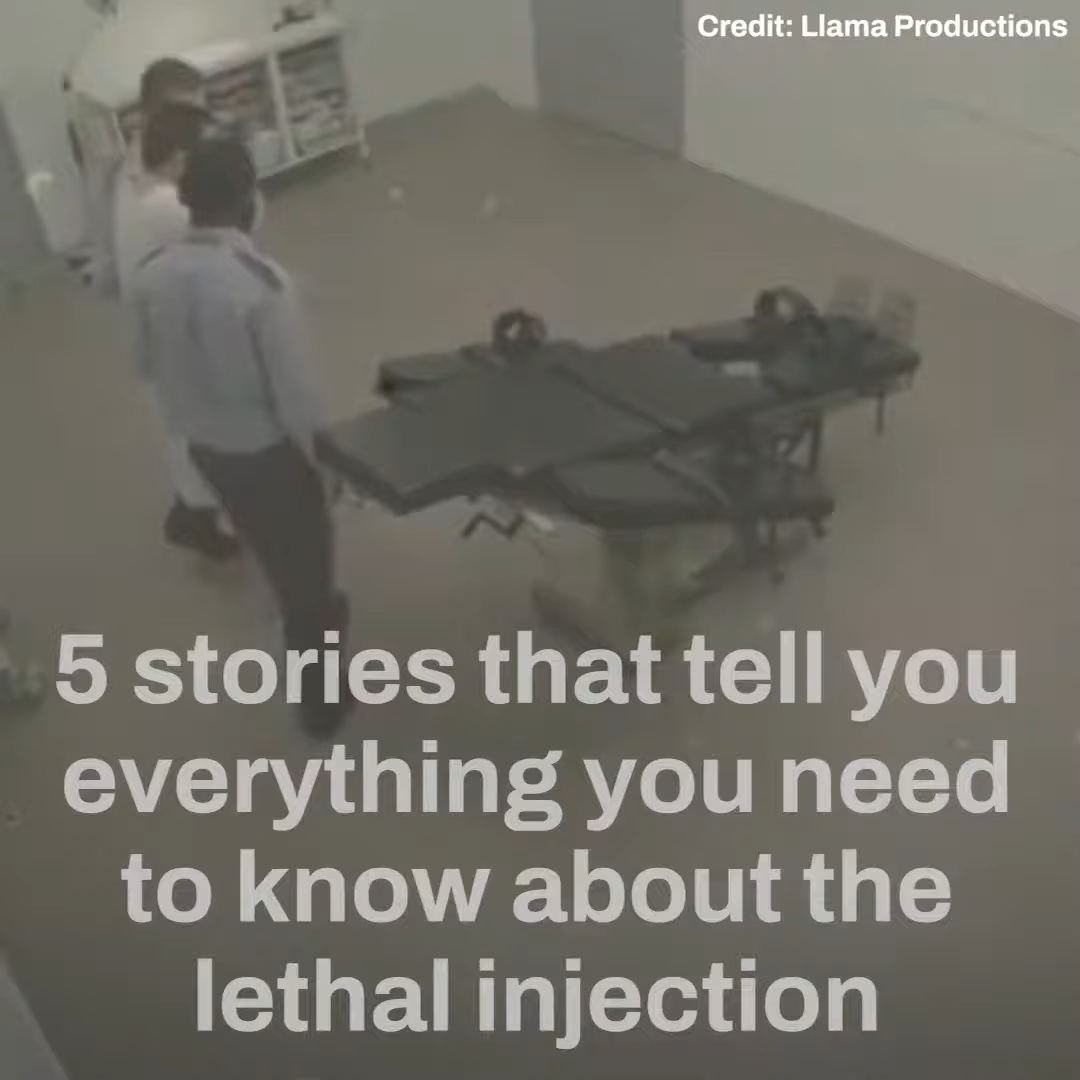 Credit: Llama Productions
5 stories that tell you
everything you need
to know about the
lethal injection